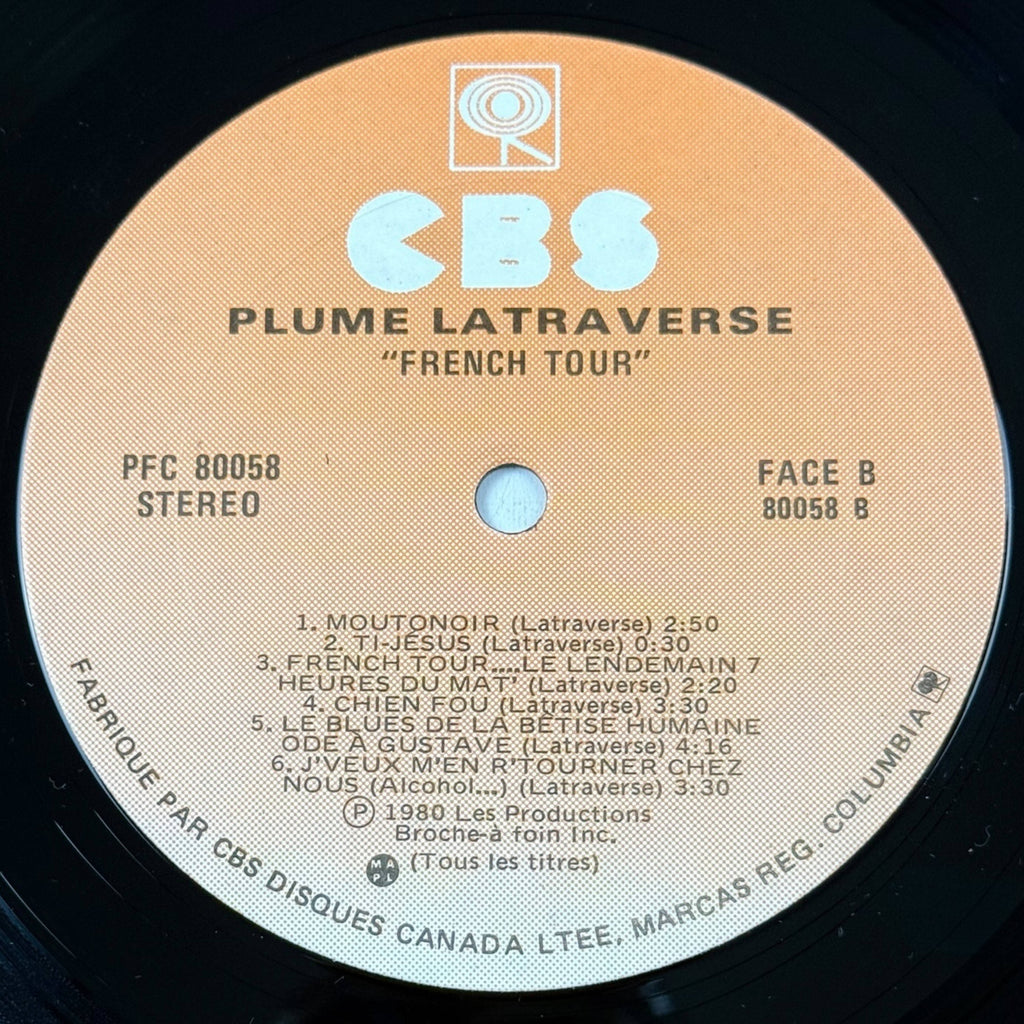 CBS
PLUME LATRAVERSE
"FRENCH TOUR"
PFC 80058
STEREO
FACE B
80058 B
1. MOUTONOIR (Latraverse) 2:50
2. TI-JÉSUS (Latraverse) 0:30
3. FRENCH TOUR....LE LENDEMAIN 7
HEURES DU MAT' (Latraverse) 2:20
4. CHIEN FOU (Latraverse) 3:30
5. LE BLUES DE LA BÊTISE HUMAINE
ODE À GUSTAVE (Latraverse) 4:16
6. J'VEUX M'EN R'TOURNER CHEZ
NOUS (Alcohol...) (Latraverse) 3:30
Ⓟ 1980 Les Productions
Broche-à foin Inc.
MAPL (Tous les titres)
FABRIQUE PAR CBS DISQUES CANADA LTEE, MARCAS REG. COLUMBIA